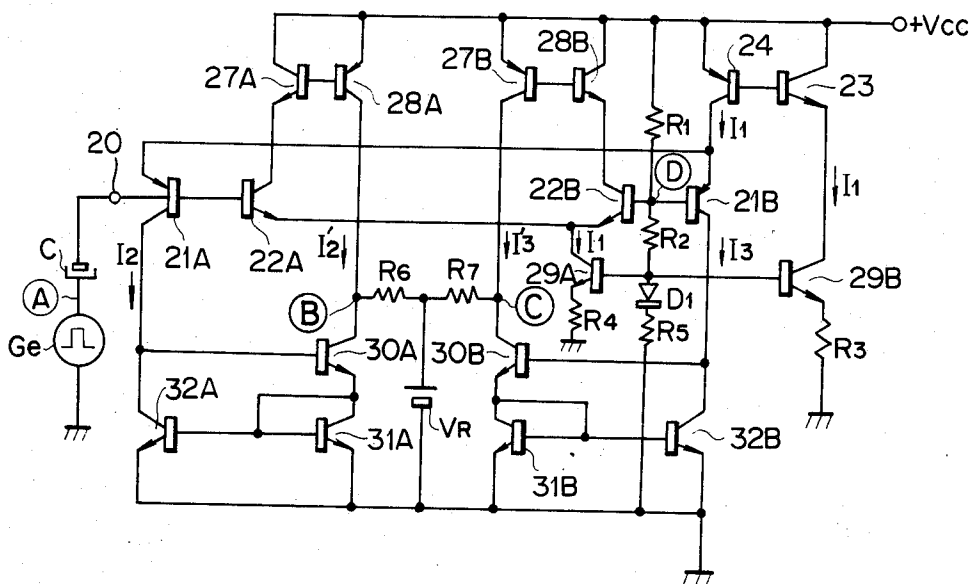 +Vcc
28B
24
27A
28A
27B
23
R1
I1
20
D
22B
21B
I1
C
I2
21A
22A
I'2
I'3
I1
R2
I3
29A
29B
A
R6
R7
B
C
D1
R4
R5
Ge
30A
30B
R3
32A
31A
VR
32B
31B